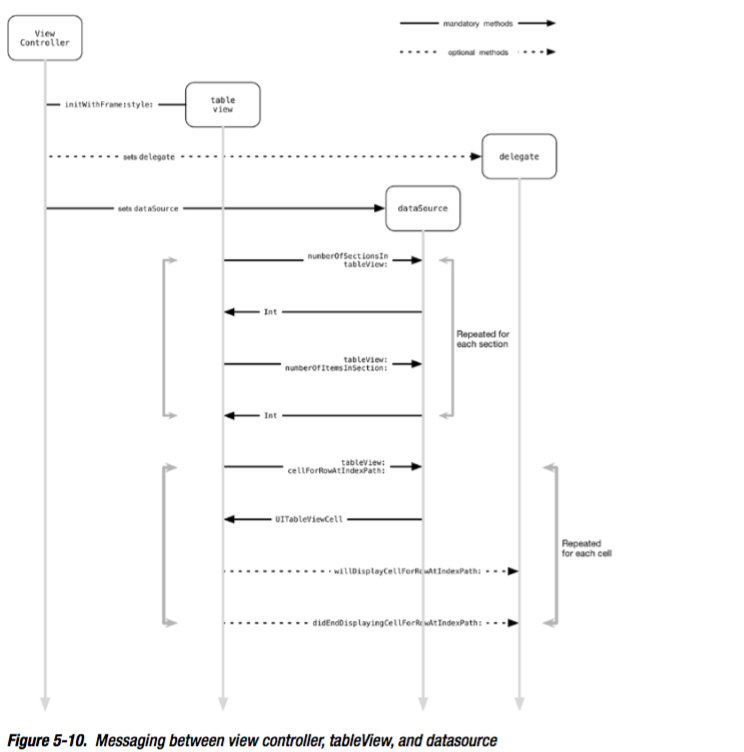 View
Controller
mandatory methods
optional methods
initWithFrame:style:
table
view
sets delegate
delegate
sets dataSource
dataSource
numberOfSectionsIn
tableView:
Int
Repeated for
each section
tableView:
numberOfItemsInSection:
Int
tableView:
cellForRowAtIndexPath:
UITableViewCell
Repeated
for each cell
willDisplayCellForRowAtIndexPath:
didEndDisplayingCellForRowAtIndexPath:
Figure 5-10. Messaging between view controller, tableView, and datasource